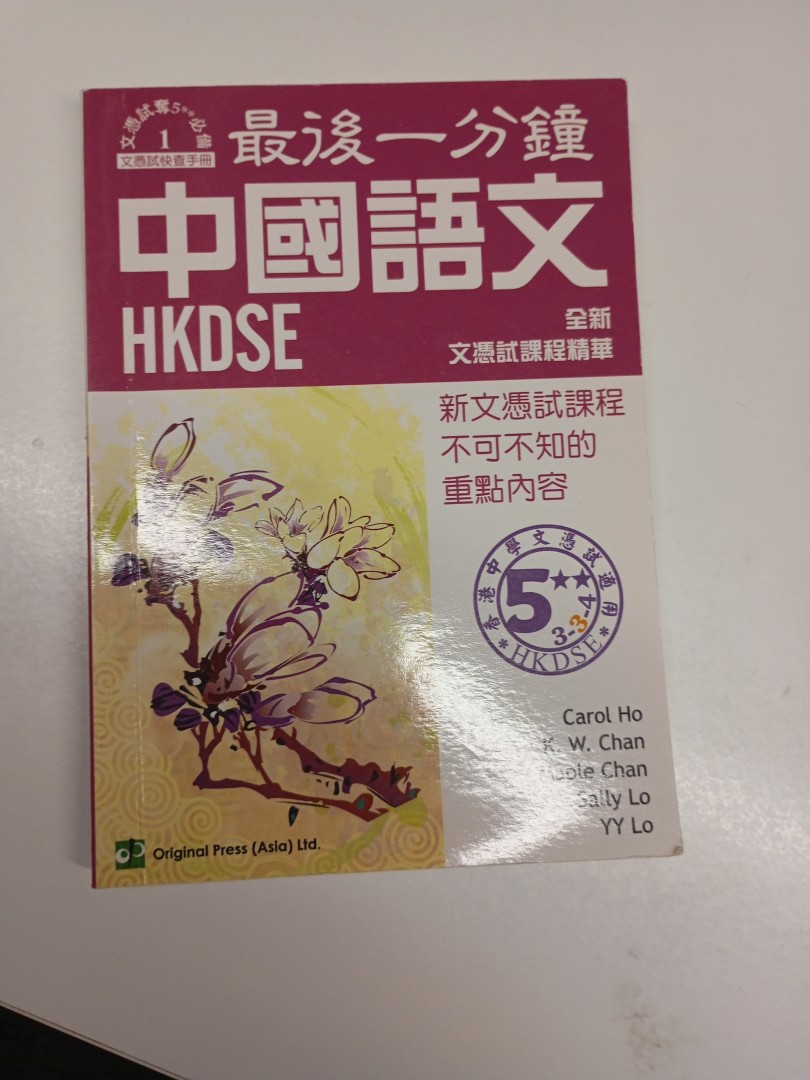 文憑試奪5**必備
1
文憑試快查手冊
最後一分鐘
中國語文
HKDSE
全新
文憑試課程精華
新文憑試課程
不可不知的
重點內容
香港中學文憑試適用
5**
3-3-4
* HKDSE *
Carol Ho
K. W. Chan
Chan
Sally Lo
YY Lo
op Original Press (Asia) Ltd.